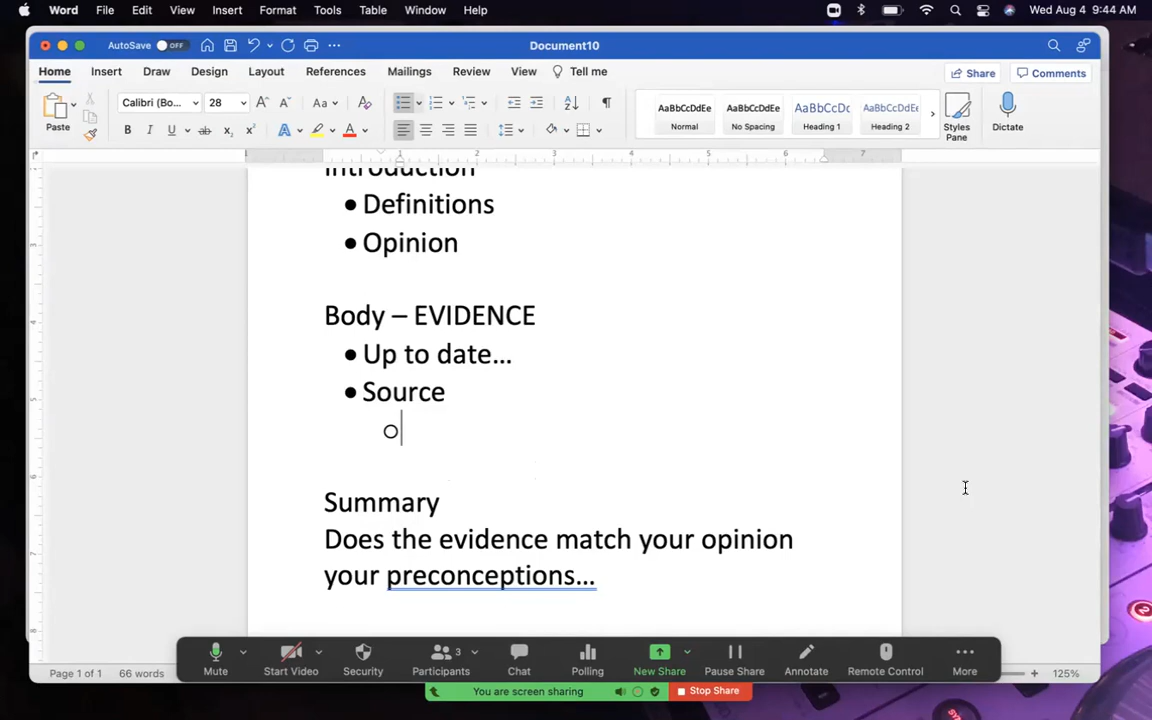 Word File Edit View Insert Format Tools Table Window Help Wed Aug 4 9:44 AM
AutoSave OFF Document10
Home Insert Draw Design Layout References Mailings Review View Tell me Share Comments
Paste Calibri (Bo... 28 Aa AaBbCcDdEe AaBbCcDdEe AaBbCcDc AaBbCcDdEe
Normal No Spacing Heading 1 Heading 2 Styles Pane Dictate
Introduction
• Definitions
• Opinion
Body – EVIDENCE
• Up to date...
• Source
Summary
Does the evidence match your opinion
your preconceptions...
Mute Start Video Security Participants 3 Chat Polling New Share Pause Share Annotate Remote Control More
Page 1 of 1 66 words 125%
You are screen sharing Stop Share